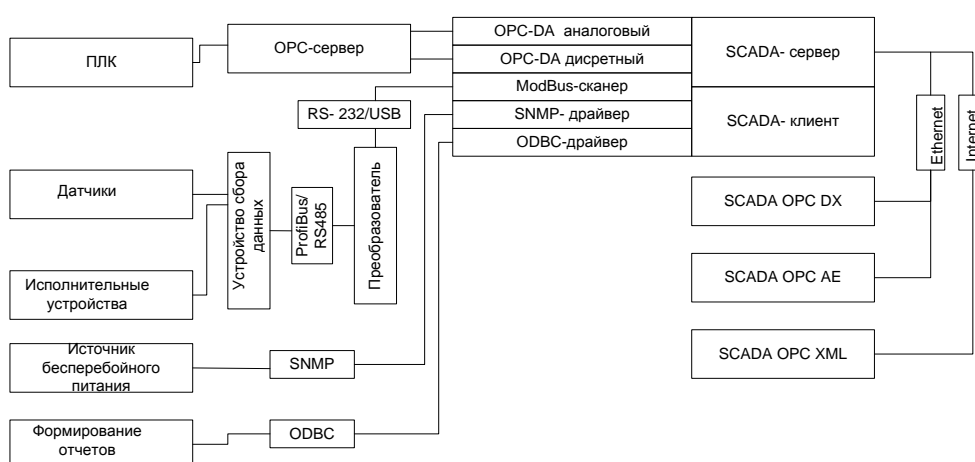 ПЛК
OPC-сервер
OPC-DA аналоговый
OPC-DA дисретный
ModBus-сканер
SNMP- драйвер
ODBC-драйвер
SCADA- сервер
SCADA- клиент
Ethernet
Internet
RS- 232/USB
Датчики
Исполнительные
устройства
Устройство сбора
данных
ProfiBus/
RS485
Преобразователь
SCADA OPC DX
SCADA OPC AE
SCADA OPC XML
Источник
бесперебойного
питания
SNMP
Формирование
отчетов
ODBC